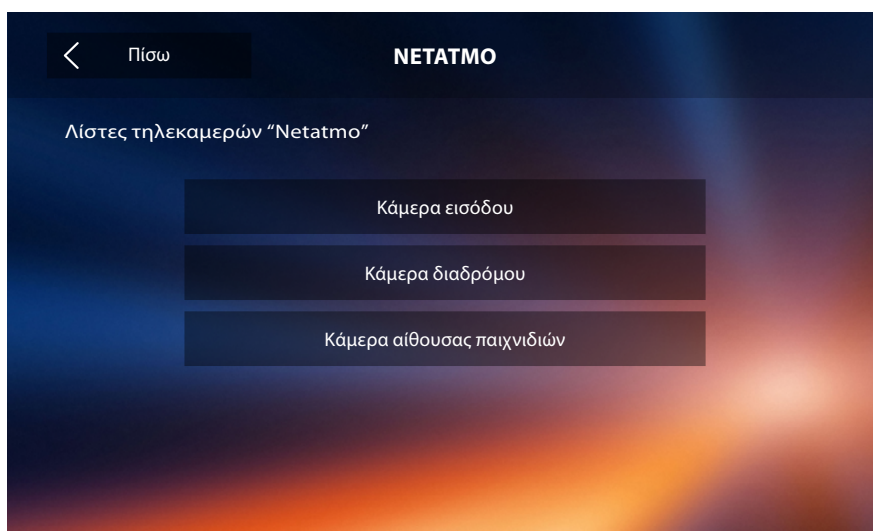 Πίσω
NETATMO
Λίστες τηλεκαμερών “Netatmo”
Κάμερα εισόδου
Κάμερα διαδρόμου
Κάμερα αίθουσας παιχνιδιών